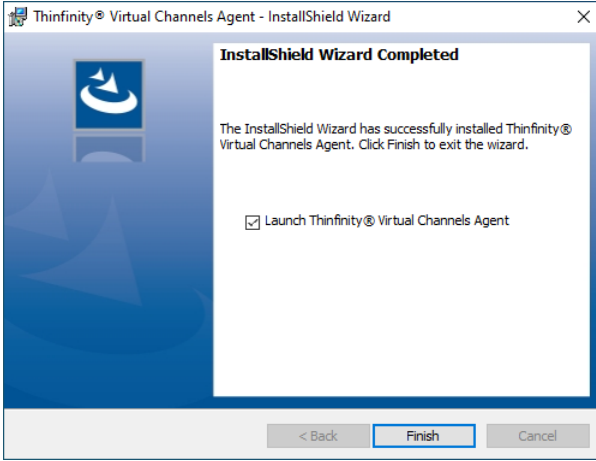 Thinfinity® Virtual Channels Agent - InstallShield Wizard
InstallShield Wizard Completed
The InstallShield Wizard has successfully installed Thinfinity®
Virtual Channels Agent. Click Finish to exit the wizard.
Launch Thinfinity® Virtual Channels Agent
< Back Finish Cancel